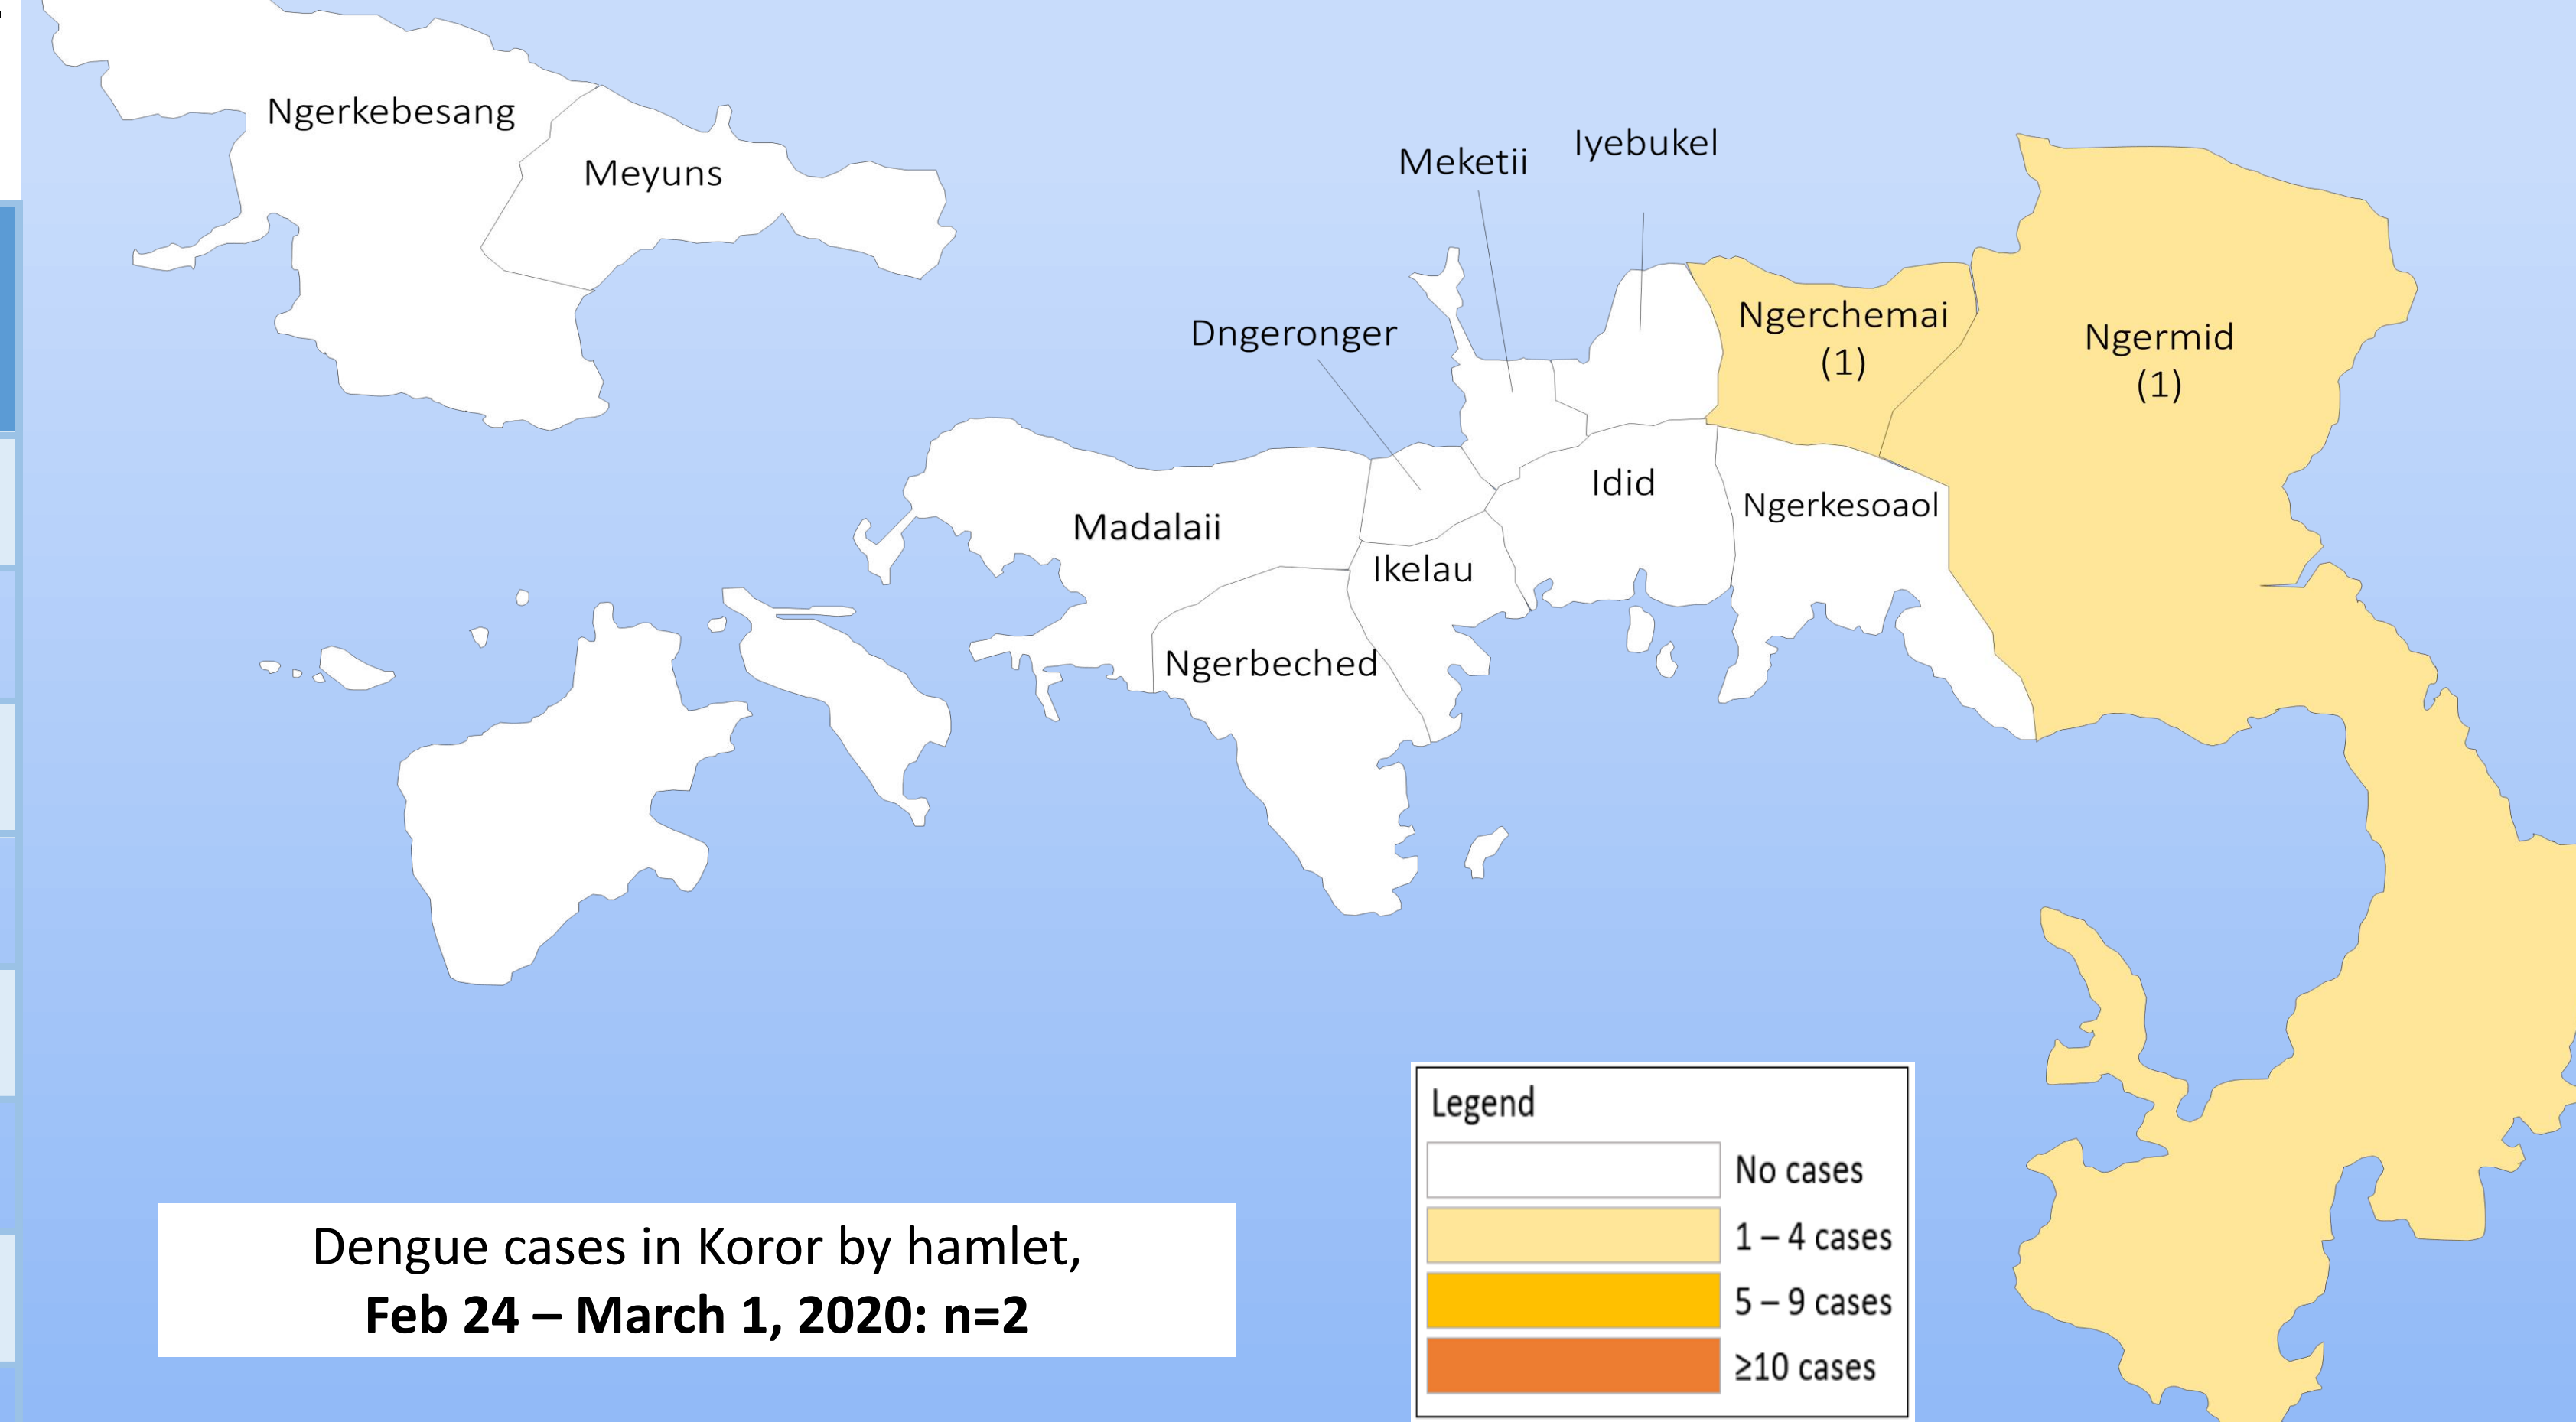 Ngerkebesang
Meyuns
Meketii
Iyebukel
Dngeronger
Ngerchemai
(1)
Ngermid
(1)
Madalaii
Idid
Ngerkesoaol
Ikelau
Ngerbeched
Legend
No cases
1 – 4 cases
5 – 9 cases
≥10 cases
Dengue cases in Koror by hamlet,
Feb 24 – March 1, 2020: n=2